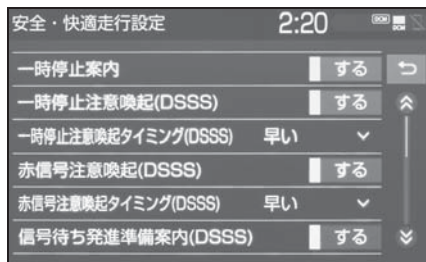 安全・快適走行設定 2:20 DCM
一時停止案内 する
一時停止注意喚起(DSSS) する
一時停止注意喚起タイミング(DSSS) 早い
赤信号注意喚起(DSSS) する
赤信号注意喚起タイミング(DSSS) 早い
信号待ち発進準備案内(DSSS) する